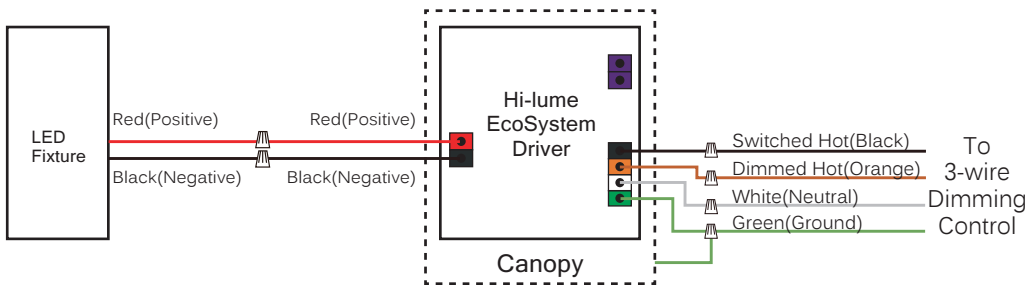 LED
Fixture
Red(Positive)
Black(Negative)
Red(Positive)
Black(Negative)
Hi-lume
EcoSystem
Driver
Canopy
Switched Hot(Black)
Dimmed Hot(Orange)
White(Neutral)
Green(Ground)
To
3-wire
Dimming
Control